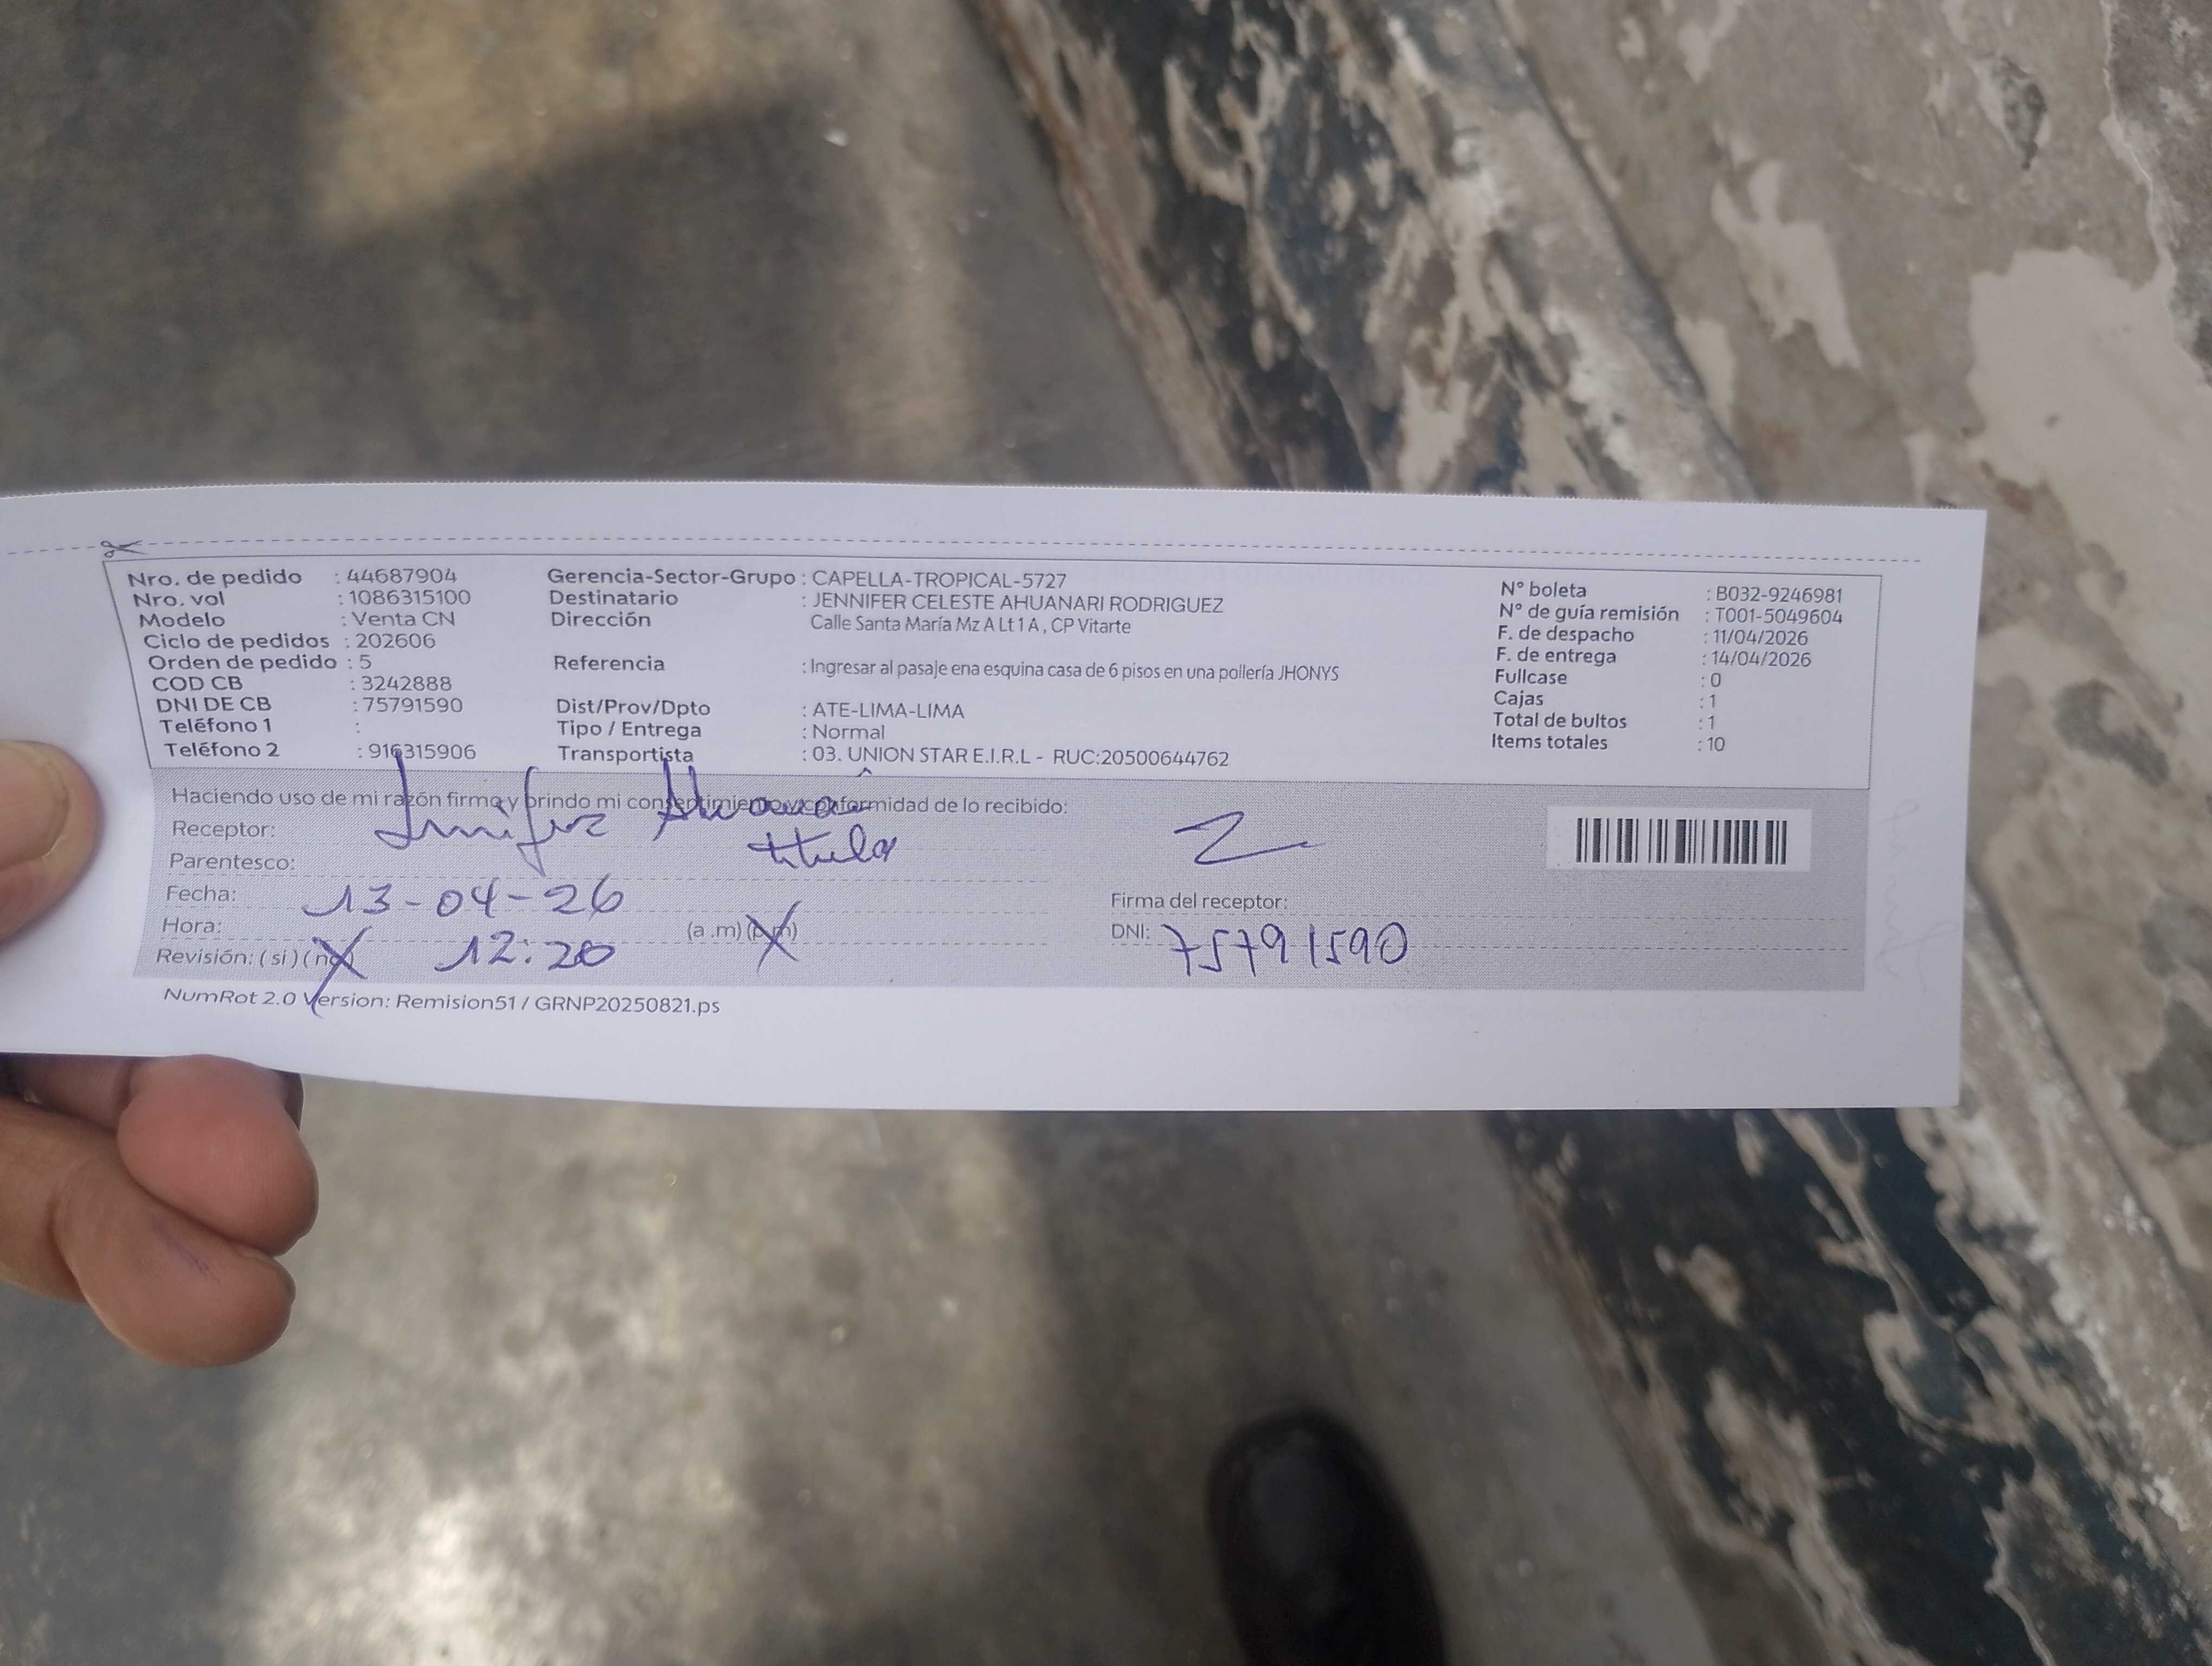 Nro. de pedido : 44687904
Nro. vol : 1086315100
Modelo : Venta CN
Ciclo de pedidos : 202606
Orden de pedido : 5
COD CB : 3242888
DNI DE CB : 75791590
Teléfono 1 :
Teléfono 2 : 916315906
Gerencia-Sector-Grupo : CAPELLA-TROPICAL-5727
Destinatario : JENNIFER CELESTE AHUANARI RODRIGUEZ
Dirección Calle Santa María Mz A Lt 1 A , CP Vitarte
Referencia : Ingresar al pasaje ena esquina casa de 6 pisos en una pollería JHONYS
Dist/Prov/Dpto : ATE-LIMA-LIMA
Tipo / Entrega : Normal
Transportista : 03. UNION STAR E.I.R.L - RUC:20500644762
N° boleta : B032-9246981
N° de guía remisión : T001-5049604
F. de despacho : 11/04/2026
F. de entrega : 14/04/2026
Fullcase : 0
Cajas : 1
Total de bultos : 1
Items totales : 10
Haciendo uso de mi razón firmo y brindo mi consentimiento y conformidad de lo recibido:
Receptor:
Parentesco: titula
Fecha: 13-04-26
Hora: 12:20 (a .m) (p.m)
Revisión: ( si ) ( no )
Firma del receptor:
DNI: 75791590
NumRot 2.0 Version: Remision51 / GRNP20250821.ps